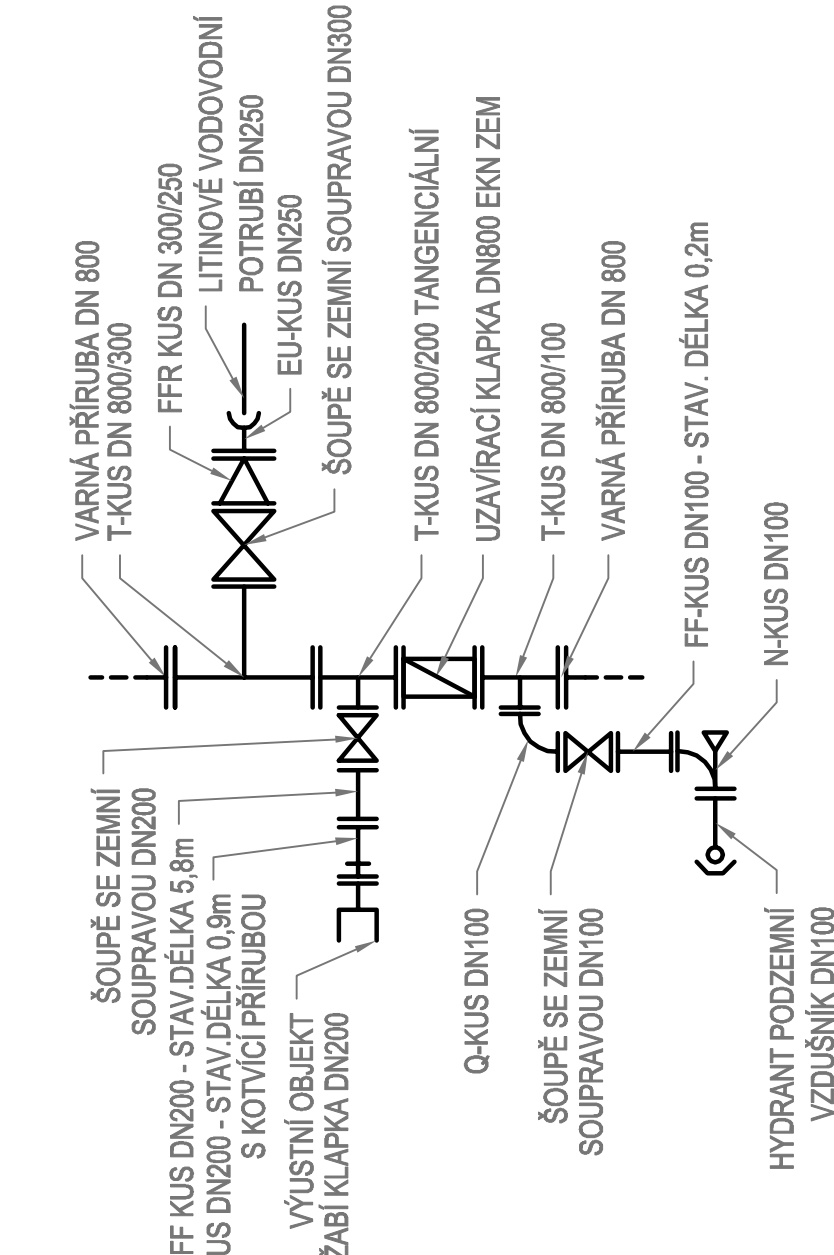 VARNÁ PŘÍRUBA DN 800
T-KUS DN 800/300
FFR KUS DN 300/250
LITINOVÉ VODOVODNÍ
POTRUBÍ DN250
EU-KUS DN250
ŠOUPĚ SE ZEMNÍ SOUPRAVOU DN300
T-KUS DN 800/200 TANGENCIÁLNÍ
UZAVÍRACÍ KLAPKA DN800 EKN ZEM
T-KUS DN 800/100
VARNÁ PŘÍRUBA DN 800
FF-KUS DN100 - STAV. DÉLKA 0,2m
N-KUS DN100
ŠOUPĚ SE ZEMNÍ
SOUPRAVOU DN200
FF KUS DN200 - STAV.DÉLKA 5,8m
US DN200 - STAV.DÉLKA 0,9m
S KOTVÍCÍ PŘÍRUBOU
VÝUSTNÍ OBJEKT
ŽABÍ KLAPKA DN200
Q-KUS DN100
ŠOUPĚ SE ZEMNÍ
SOUPRAVOU DN100
HYDRANT PODZEMNÍ
VZDUŠNÍK DN100